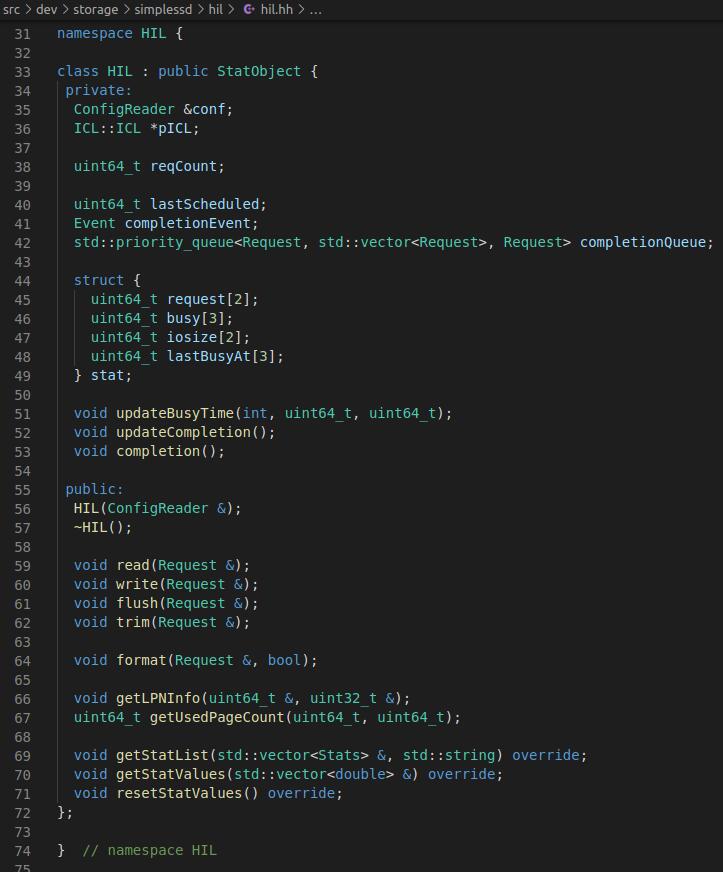 src > dev > storage > simplessd > hil > hil.hh > ...
31 namespace HIL {
32
33 class HIL : public StatObject {
34  private:
35   ConfigReader &conf;
36   ICL::ICL *pICL;
37
38   uint64_t reqCount;
39
40   uint64_t lastScheduled;
41   Event completionEvent;
42   std::priority_queue<Request, std::vector<Request>, Request> completionQueue;
43
44   struct {
45     uint64_t request[2];
46     uint64_t busy[3];
47     uint64_t iosize[2];
48     uint64_t lastBusyAt[3];
49   } stat;
50
51   void updateBusyTime(int, uint64_t, uint64_t);
52   void updateCompletion();
53   void completion();
54
55  public:
56   HIL(ConfigReader &);
57   ~HIL();
58
59   void read(Request &);
60   void write(Request &);
61   void flush(Request &);
62   void trim(Request &);
63
64   void format(Request &, bool);
65
66   void getLPNInfo(uint64_t &, uint32_t &);
67   uint64_t getUsedPageCount(uint64_t, uint64_t);
68
69   void getStatList(std::vector<Stats> &, std::string) override;
70   void getStatValues(std::vector<double> &) override;
71   void resetStatValues() override;
72 };
73
74 }  // namespace HIL
75